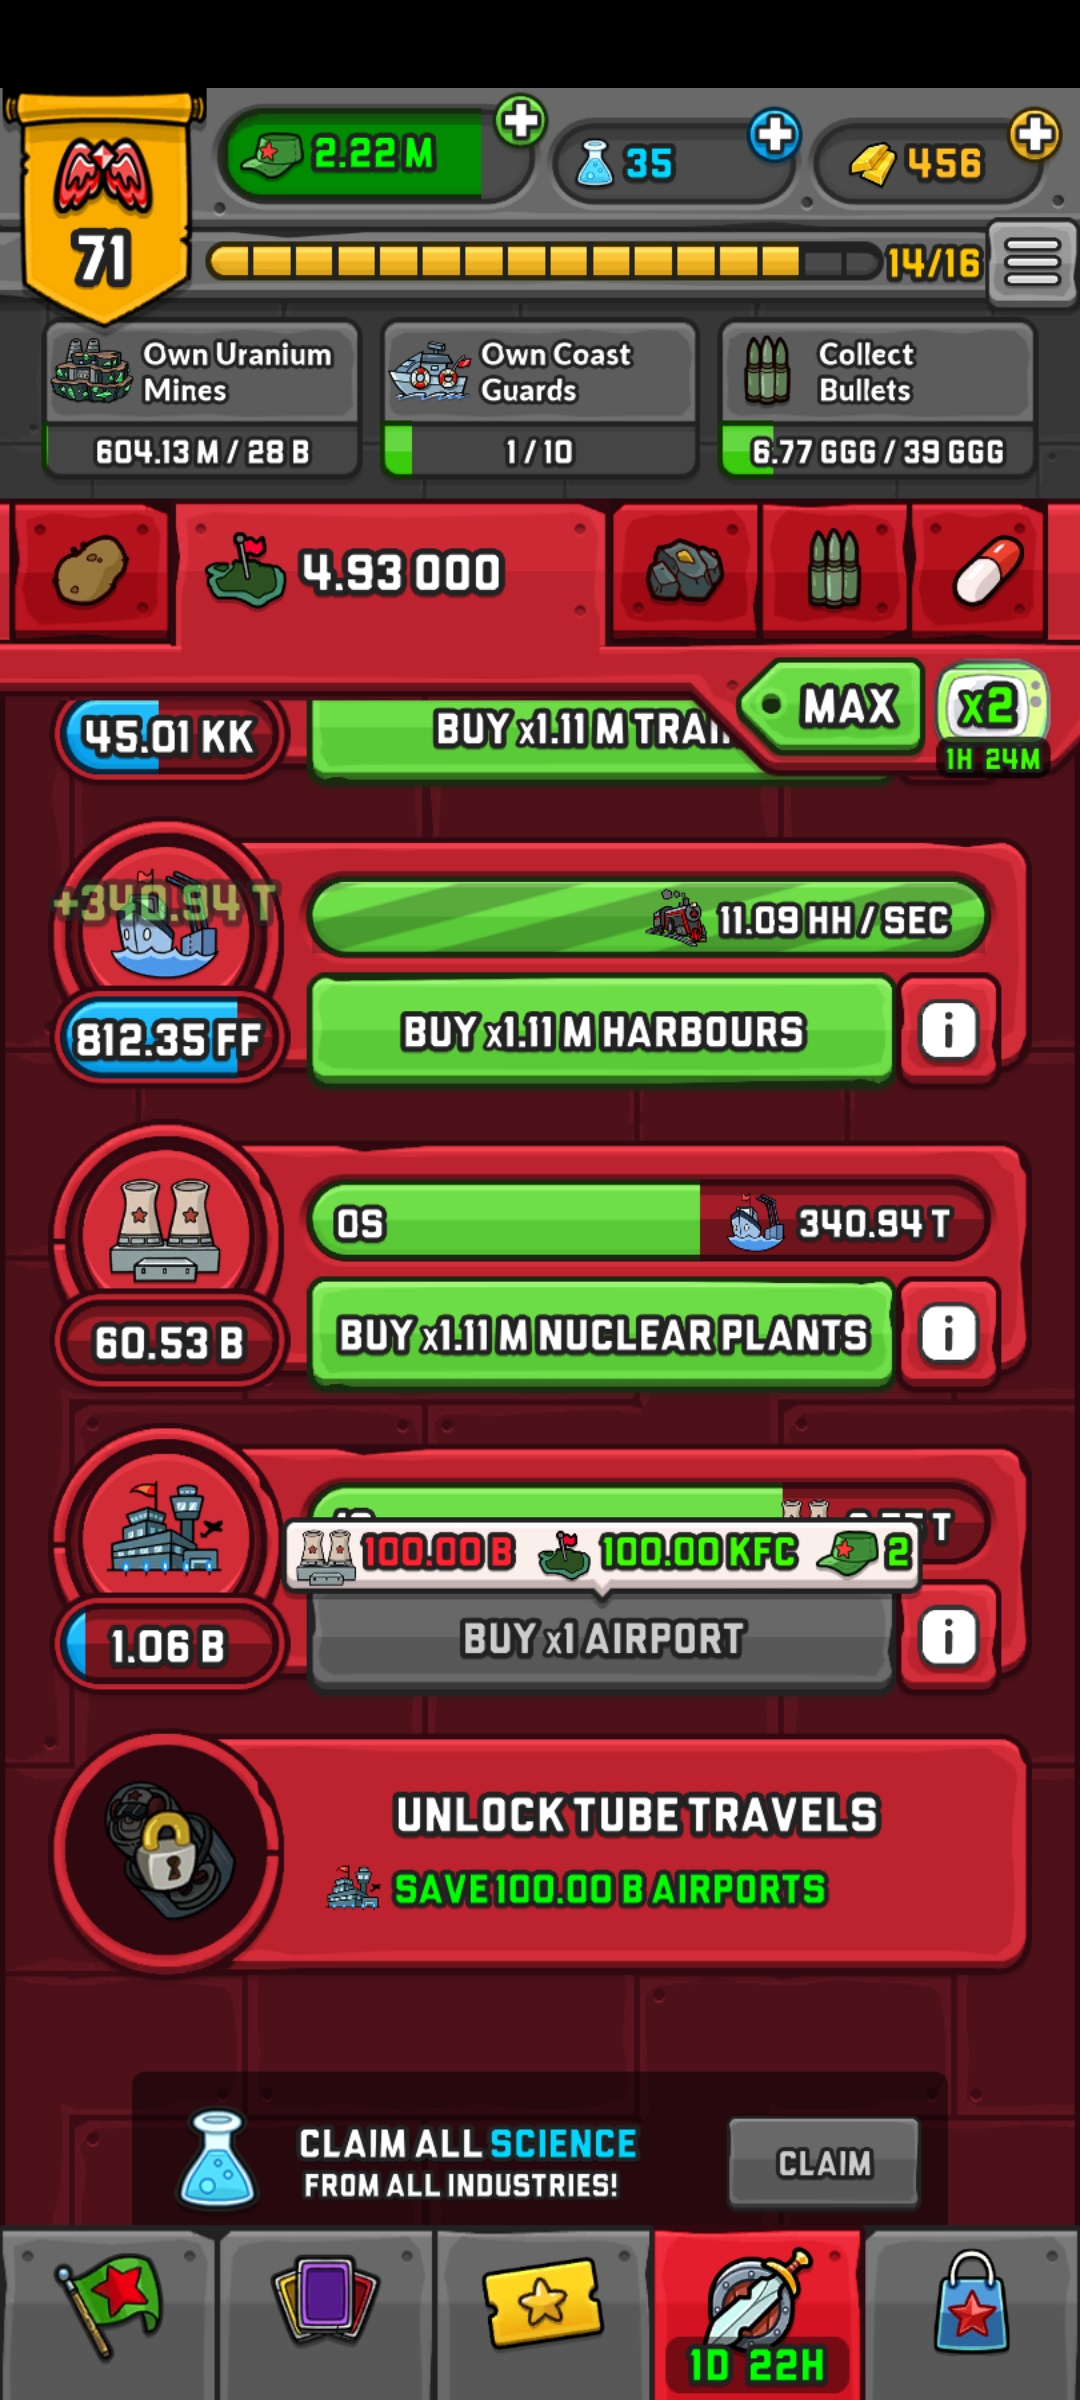 2.22 M
35
456
71
14/16
Own Uranium
Mines
604.13 M / 28 B
Own Coast
Guards
1 / 10
Collect
Bullets
6.77 GGG / 39 GGG
4.93 000
MAX
x2
1H 24M
45.01 KK
BUY x1.11 M
+340.94 T
11.09 HH / SEC
812.35 FF
BUY x1.11 M HARBOURS
i
0S
340.94 T
60.53 B
BUY x1.11 M NUCLEAR PLANTS
i
T
100.00 B
100.00 KFC
2
1.06 B
BUY x1 AIRPORT
i
UNLOCK TUBE TRAVELS
SAVE 100.00 B AIRPORTS
CLAIM ALL SCIENCE
FROM ALL INDUSTRIES!
CLAIM
1D 22H